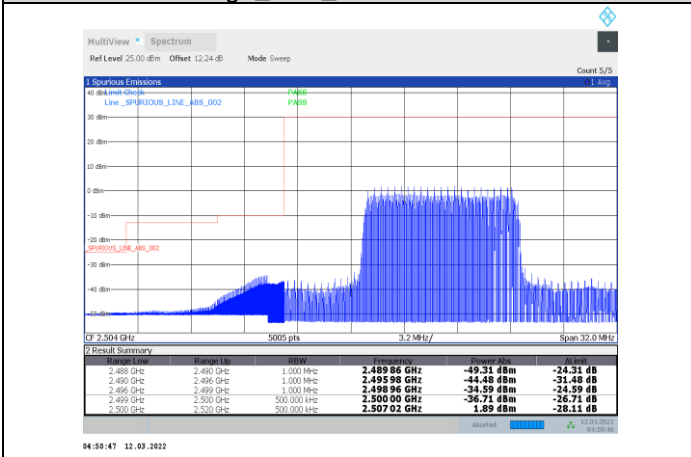 MultiView Spectrum
Ref Level 25.00 dBm Offset 12.24 dB Mode Sweep
Count 5/5
1 Spurious Emissions 1 Avg
40 dBm Limit Check PASS
Line _SPURIOUS_LINE_ABS_002 PASS
30 dBm
20 dBm
10 dBm
0 dBm
-10 dBm
-20 dBm
_SPURIOUS_LINE_ABS_002
-30 dBm
-40 dBm
-50 dBm
CF 2.504 GHz 5005 pts 3.2 MHz/ Span 32.0 MHz
2 Result Summary
Range Low Range Up RBW Frequency Power Abs ΔLimit
2.488 GHz 2.490 GHz 1.000 MHz 2.489 86 GHz -49.31 dBm -24.31 dB
2.490 GHz 2.496 GHz 1.000 MHz 2.495 98 GHz -44.48 dBm -31.48 dB
2.496 GHz 2.499 GHz 1.000 MHz 2.498 96 GHz -34.59 dBm -24.59 dB
2.499 GHz 2.500 GHz 500.000 kHz 2.500 00 GHz -36.71 dBm -26.71 dB
2.500 GHz 2.520 GHz 500.000 kHz 2.507 02 GHz 1.89 dBm -28.11 dB
Aborted 12.03.2022
04:50:46
04:50:47 12.03.2022